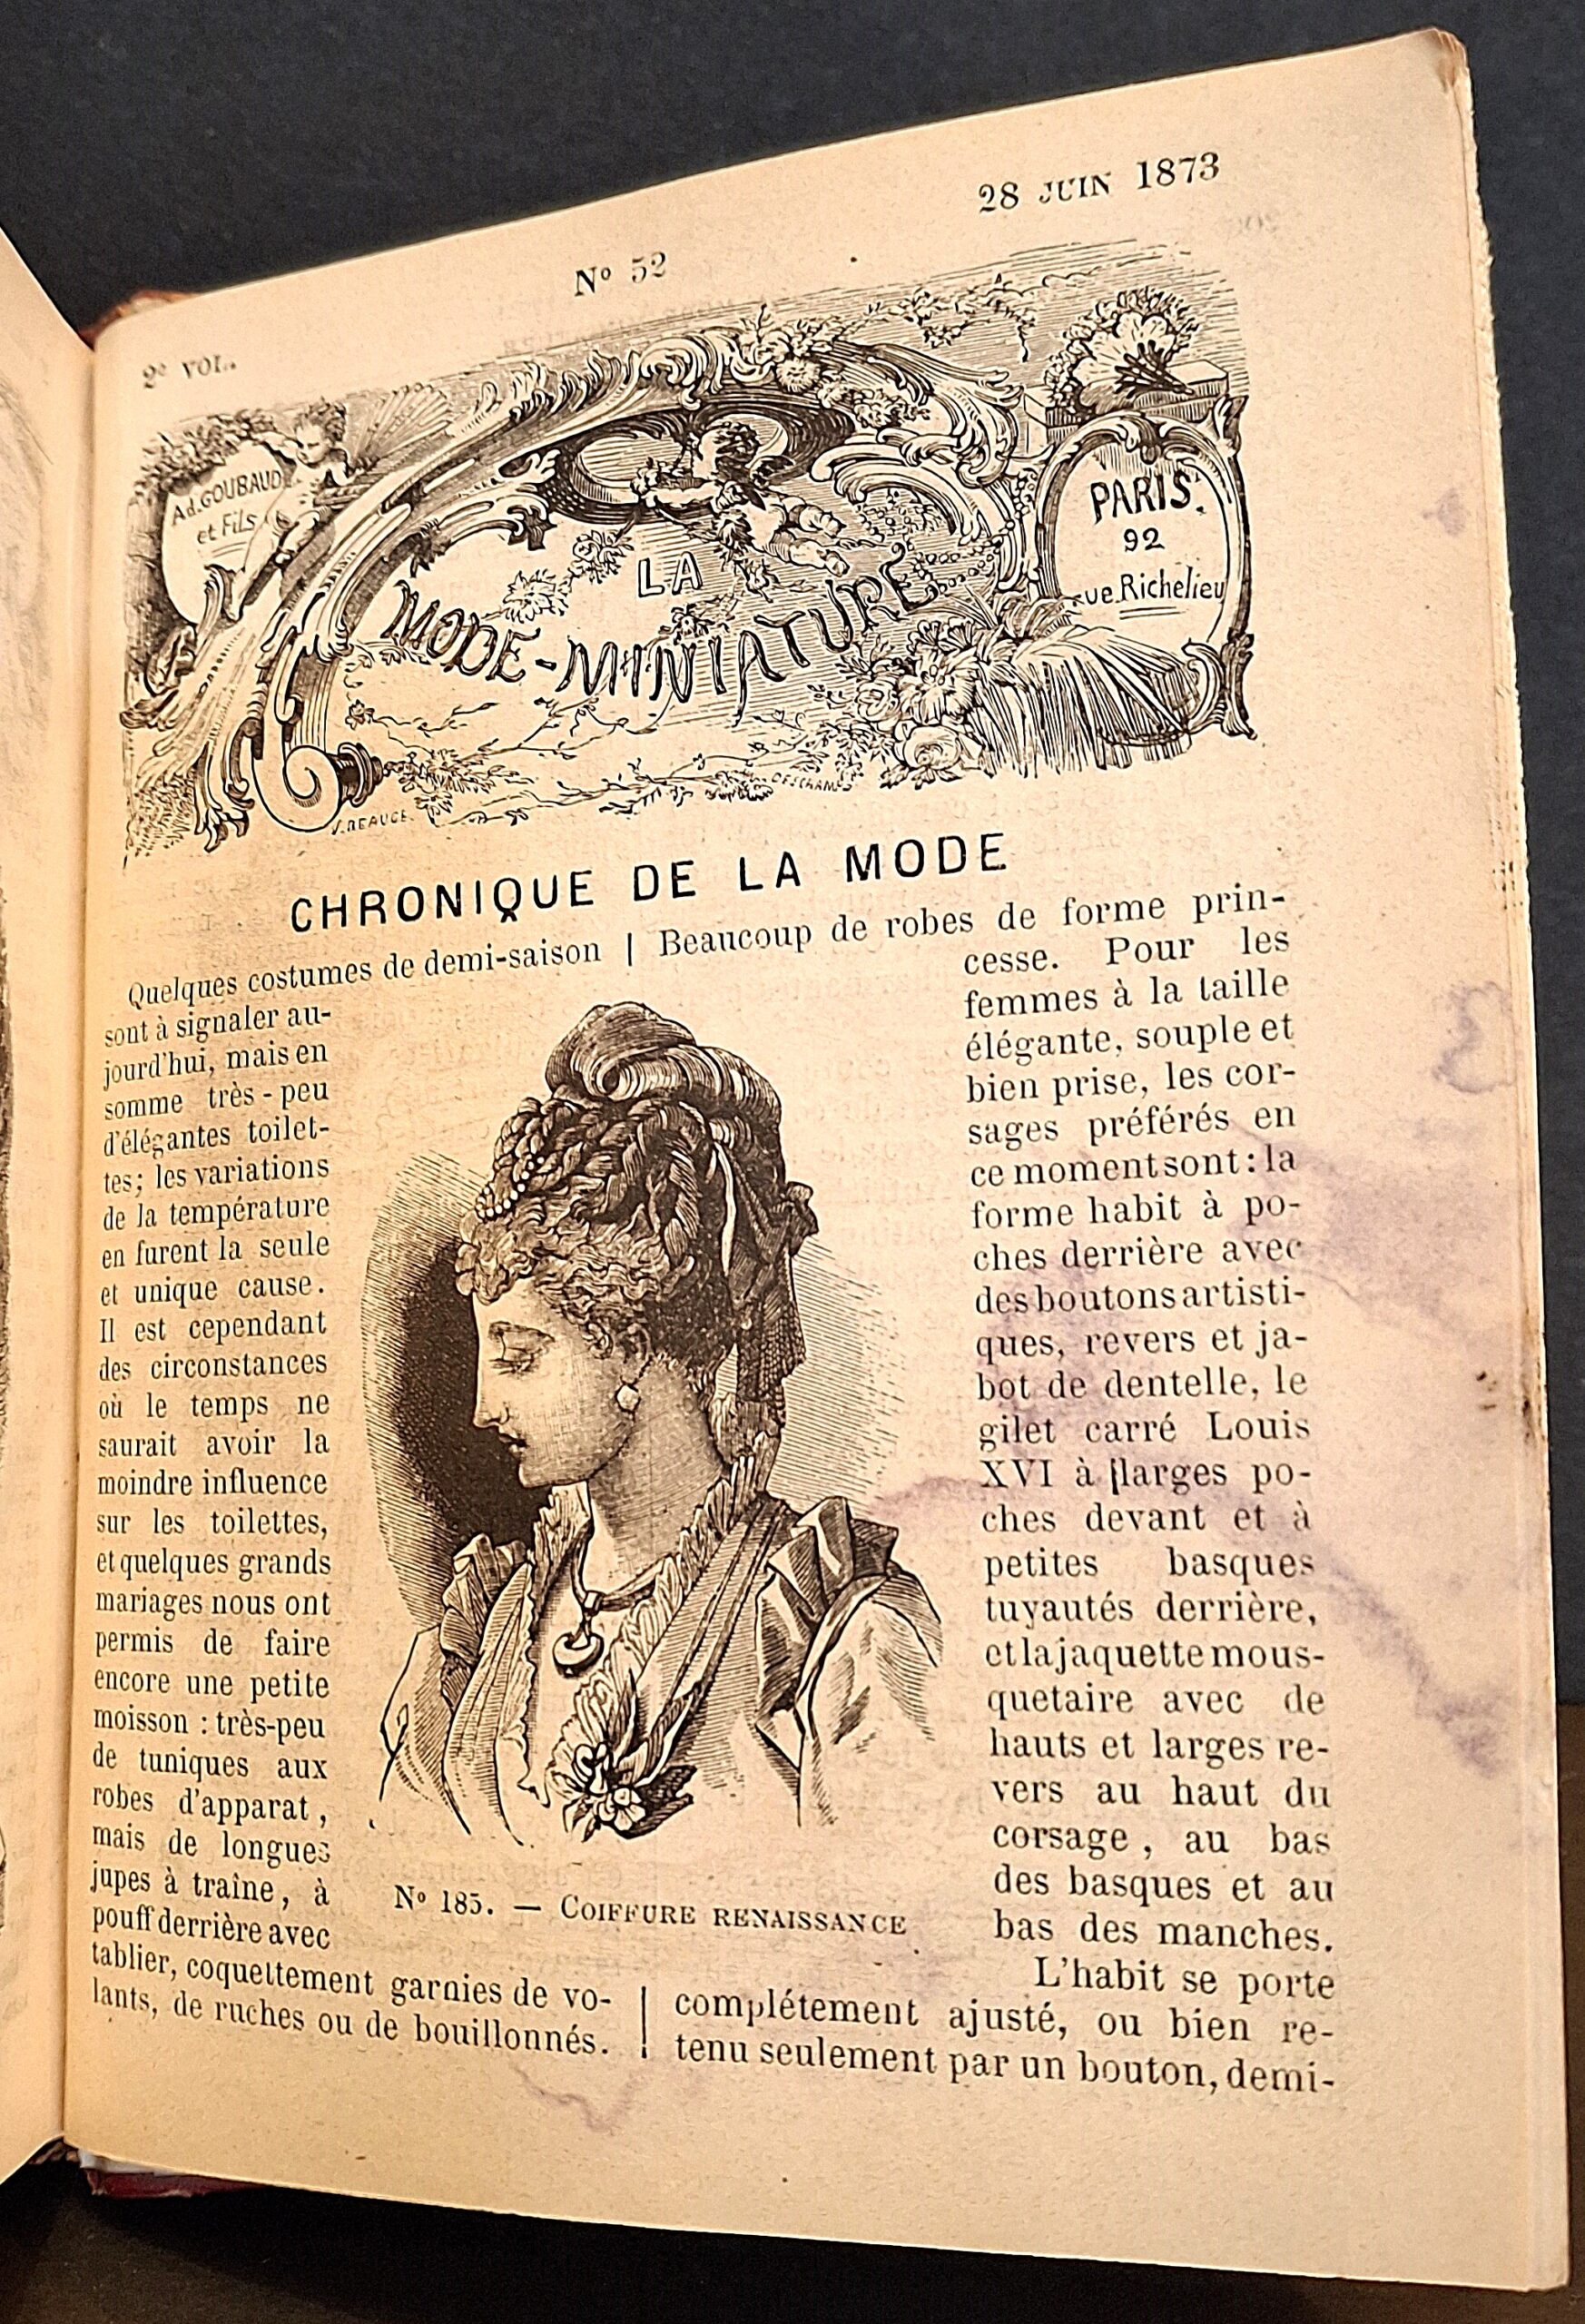 2e VOL.
No 52
28 JUIN 1873
Ad. GOUBAUD
et Fils
LA
MODE-MINIATURE
PARIS.
92
rue Richelieu
V. BEAUCE.
DESCHAMPS
CHRONIQUE DE LA MODE
Quelques costumes de demi-saison
sont à signaler au-
jourd'hui, mais en
somme très-peu
d'élégantes toilet-
tes; les variations
de la température
en furent la seule
et unique cause.
Il est cependant
des circonstances
où le temps ne
saurait avoir la
moindre influence
sur les toilettes,
et quelques grands
mariages nous ont
permis de faire
encore une petite
moisson : très-peu
de tuniques aux
robes d'apparat,
mais de longues
jupes à traîne, à
pouff derrière avec
tablier, coquettement garnies de vo-
lants, de ruches ou de bouillonnés.
No 185. — COIFFURE RENAISSANCE
Beaucoup de robes de forme prin-
cesse. Pour les
femmes à la taille
élégante, souple et
bien prise, les cor-
sages préférés en
ce moment sont : la
forme habit à po-
ches derrière avec
des boutons artisti-
ques, revers et ja-
bot de dentelle, le
gilet carré Louis
XVI à larges po-
ches devant et à
petites basques
tuyautés derrière,
et la jaquette mous-
quetaire avec de
hauts et larges re-
vers au haut du
corsage, au bas
des basques et au
bas des manches.
L'habit se porte
complétement ajusté, ou bien re-
tenu seulement par un bouton, demi-